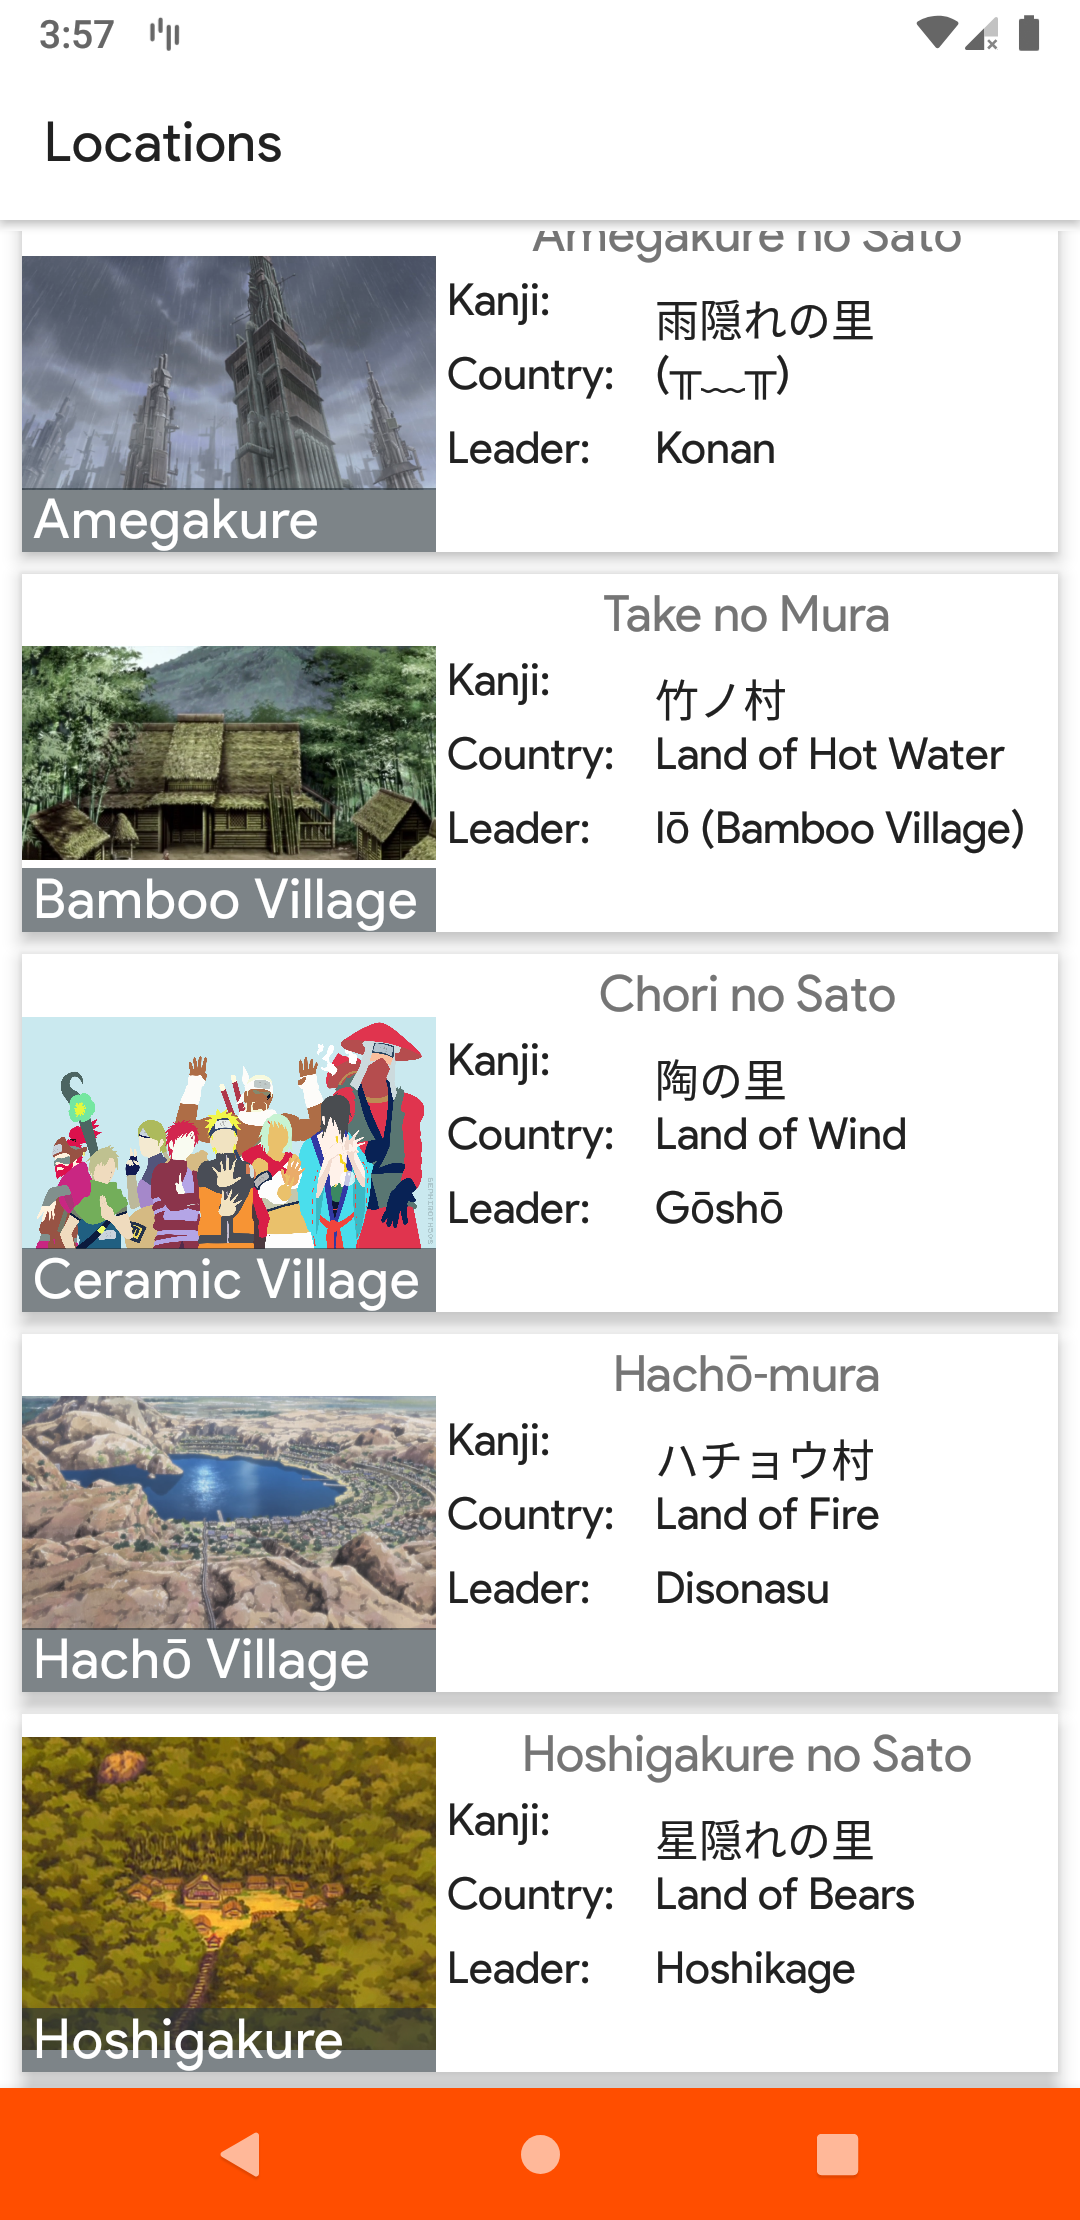 3:57
Locations
Amegakure no Sato
Kanji:
雨隠れの里
Country:
(╥﹏╥)
Leader:
Konan
Amegakure
Take no Mura
Kanji:
竹ノ村
Country:
Land of Hot Water
Leader:
Iō (Bamboo Village)
Bamboo Village
Chori no Sato
Kanji:
陶の里
Country:
Land of Wind
Leader:
Gōshō
Ceramic Village
Hachō-mura
Kanji:
ハチョウ村
Country:
Land of Fire
Leader:
Disonasu
Hachō Village
Hoshigakure no Sato
Kanji:
星隠れの里
Country:
Land of Bears
Leader:
Hoshikage
Hoshigakure